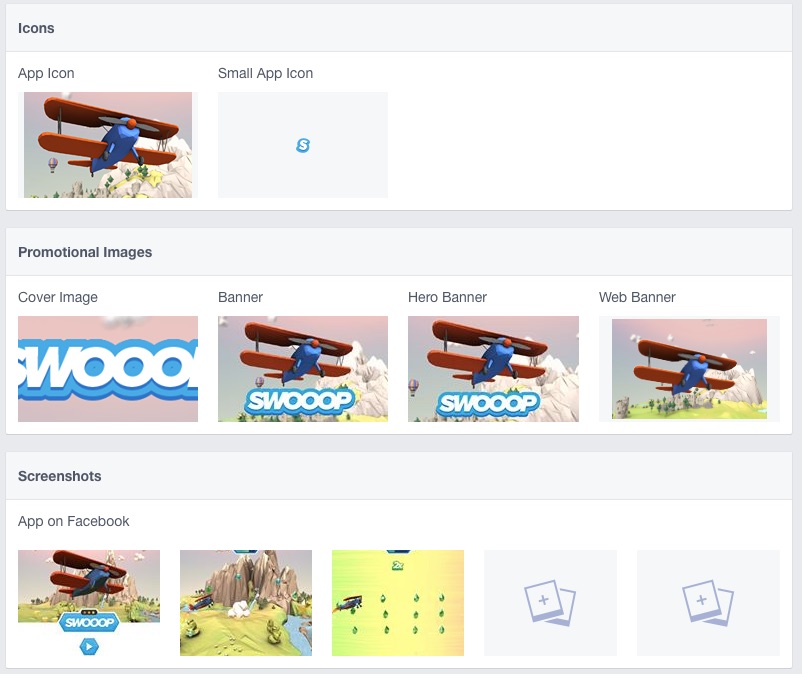 Icons
App Icon
Small App Icon
S
Promotional Images
Cover Image
Banner
Hero Banner
Web Banner
SWOOOP
SWOOOP
SWOOOP
Screenshots
App on Facebook
SWOOOP
2x